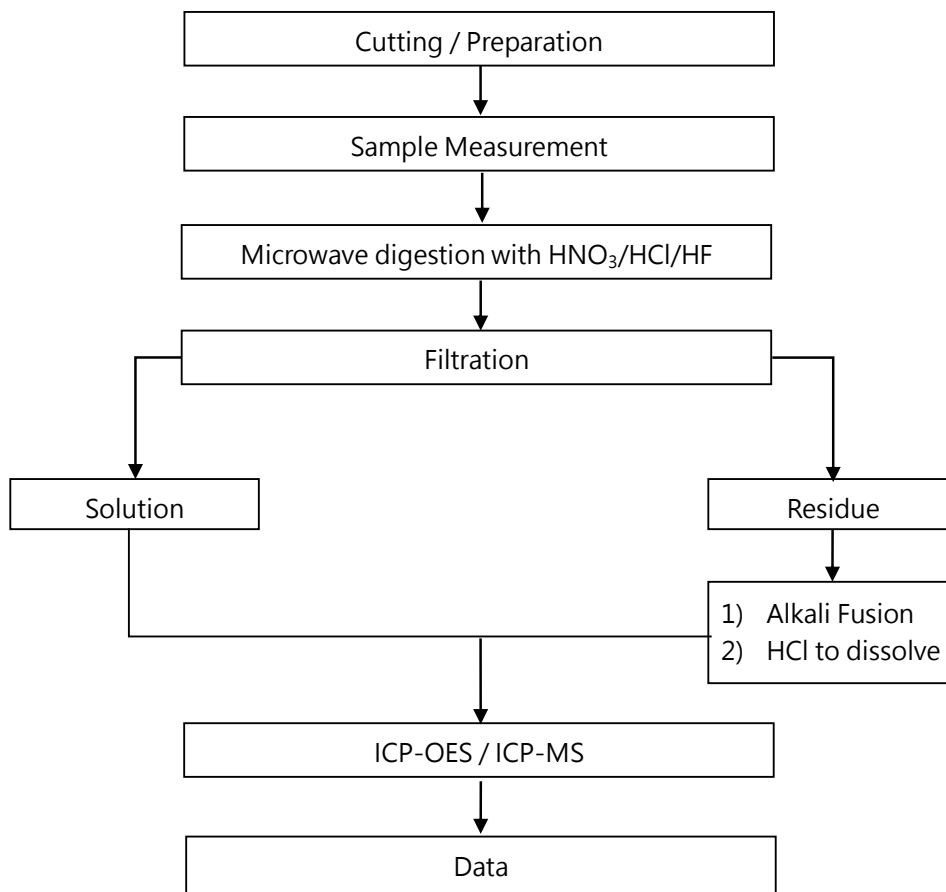 Cutting / Preparation
Sample Measurement
Microwave digestion with HNO₃/HCl/HF
Filtration
Solution
Residue
1) Alkali Fusion
2) HCl to dissolve
ICP-OES / ICP-MS
Data